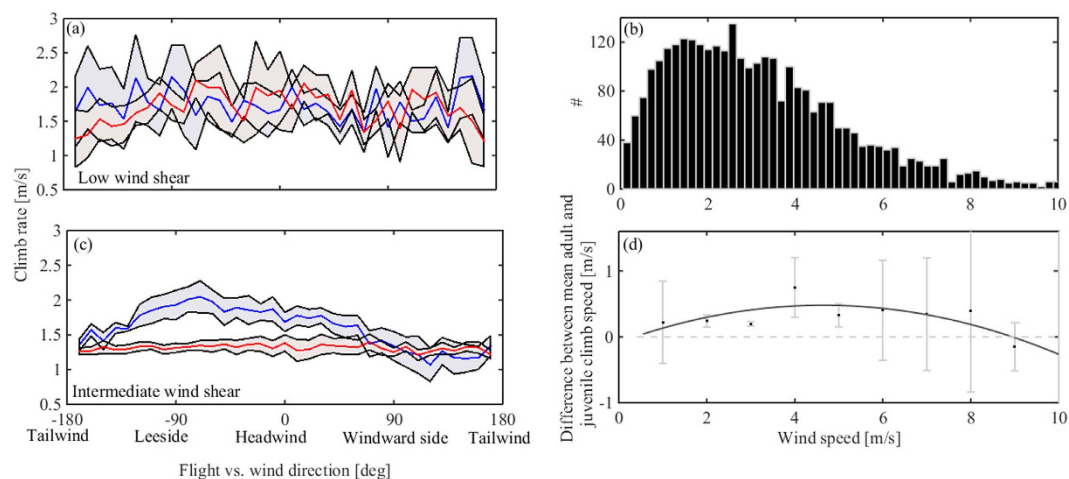 (a)
3
2.5
2
1.5
1
0.5
Low wind shear
Climb rate [m/s]
(c)
3
2.5
2
1.5
1
0.5
Intermediate wind shear
-180 -90 0 90 180
Tailwind Leeside Headwind Windward side Tailwind
Flight vs. wind direction [deg]
(b)
120
80
40
0
#
0 2 4 6 8 10
(d)
1
0
-1
Difference between mean adult and
juvenile climb speed [m/s]
0 2 4 6 8 10
Wind speed [m/s]